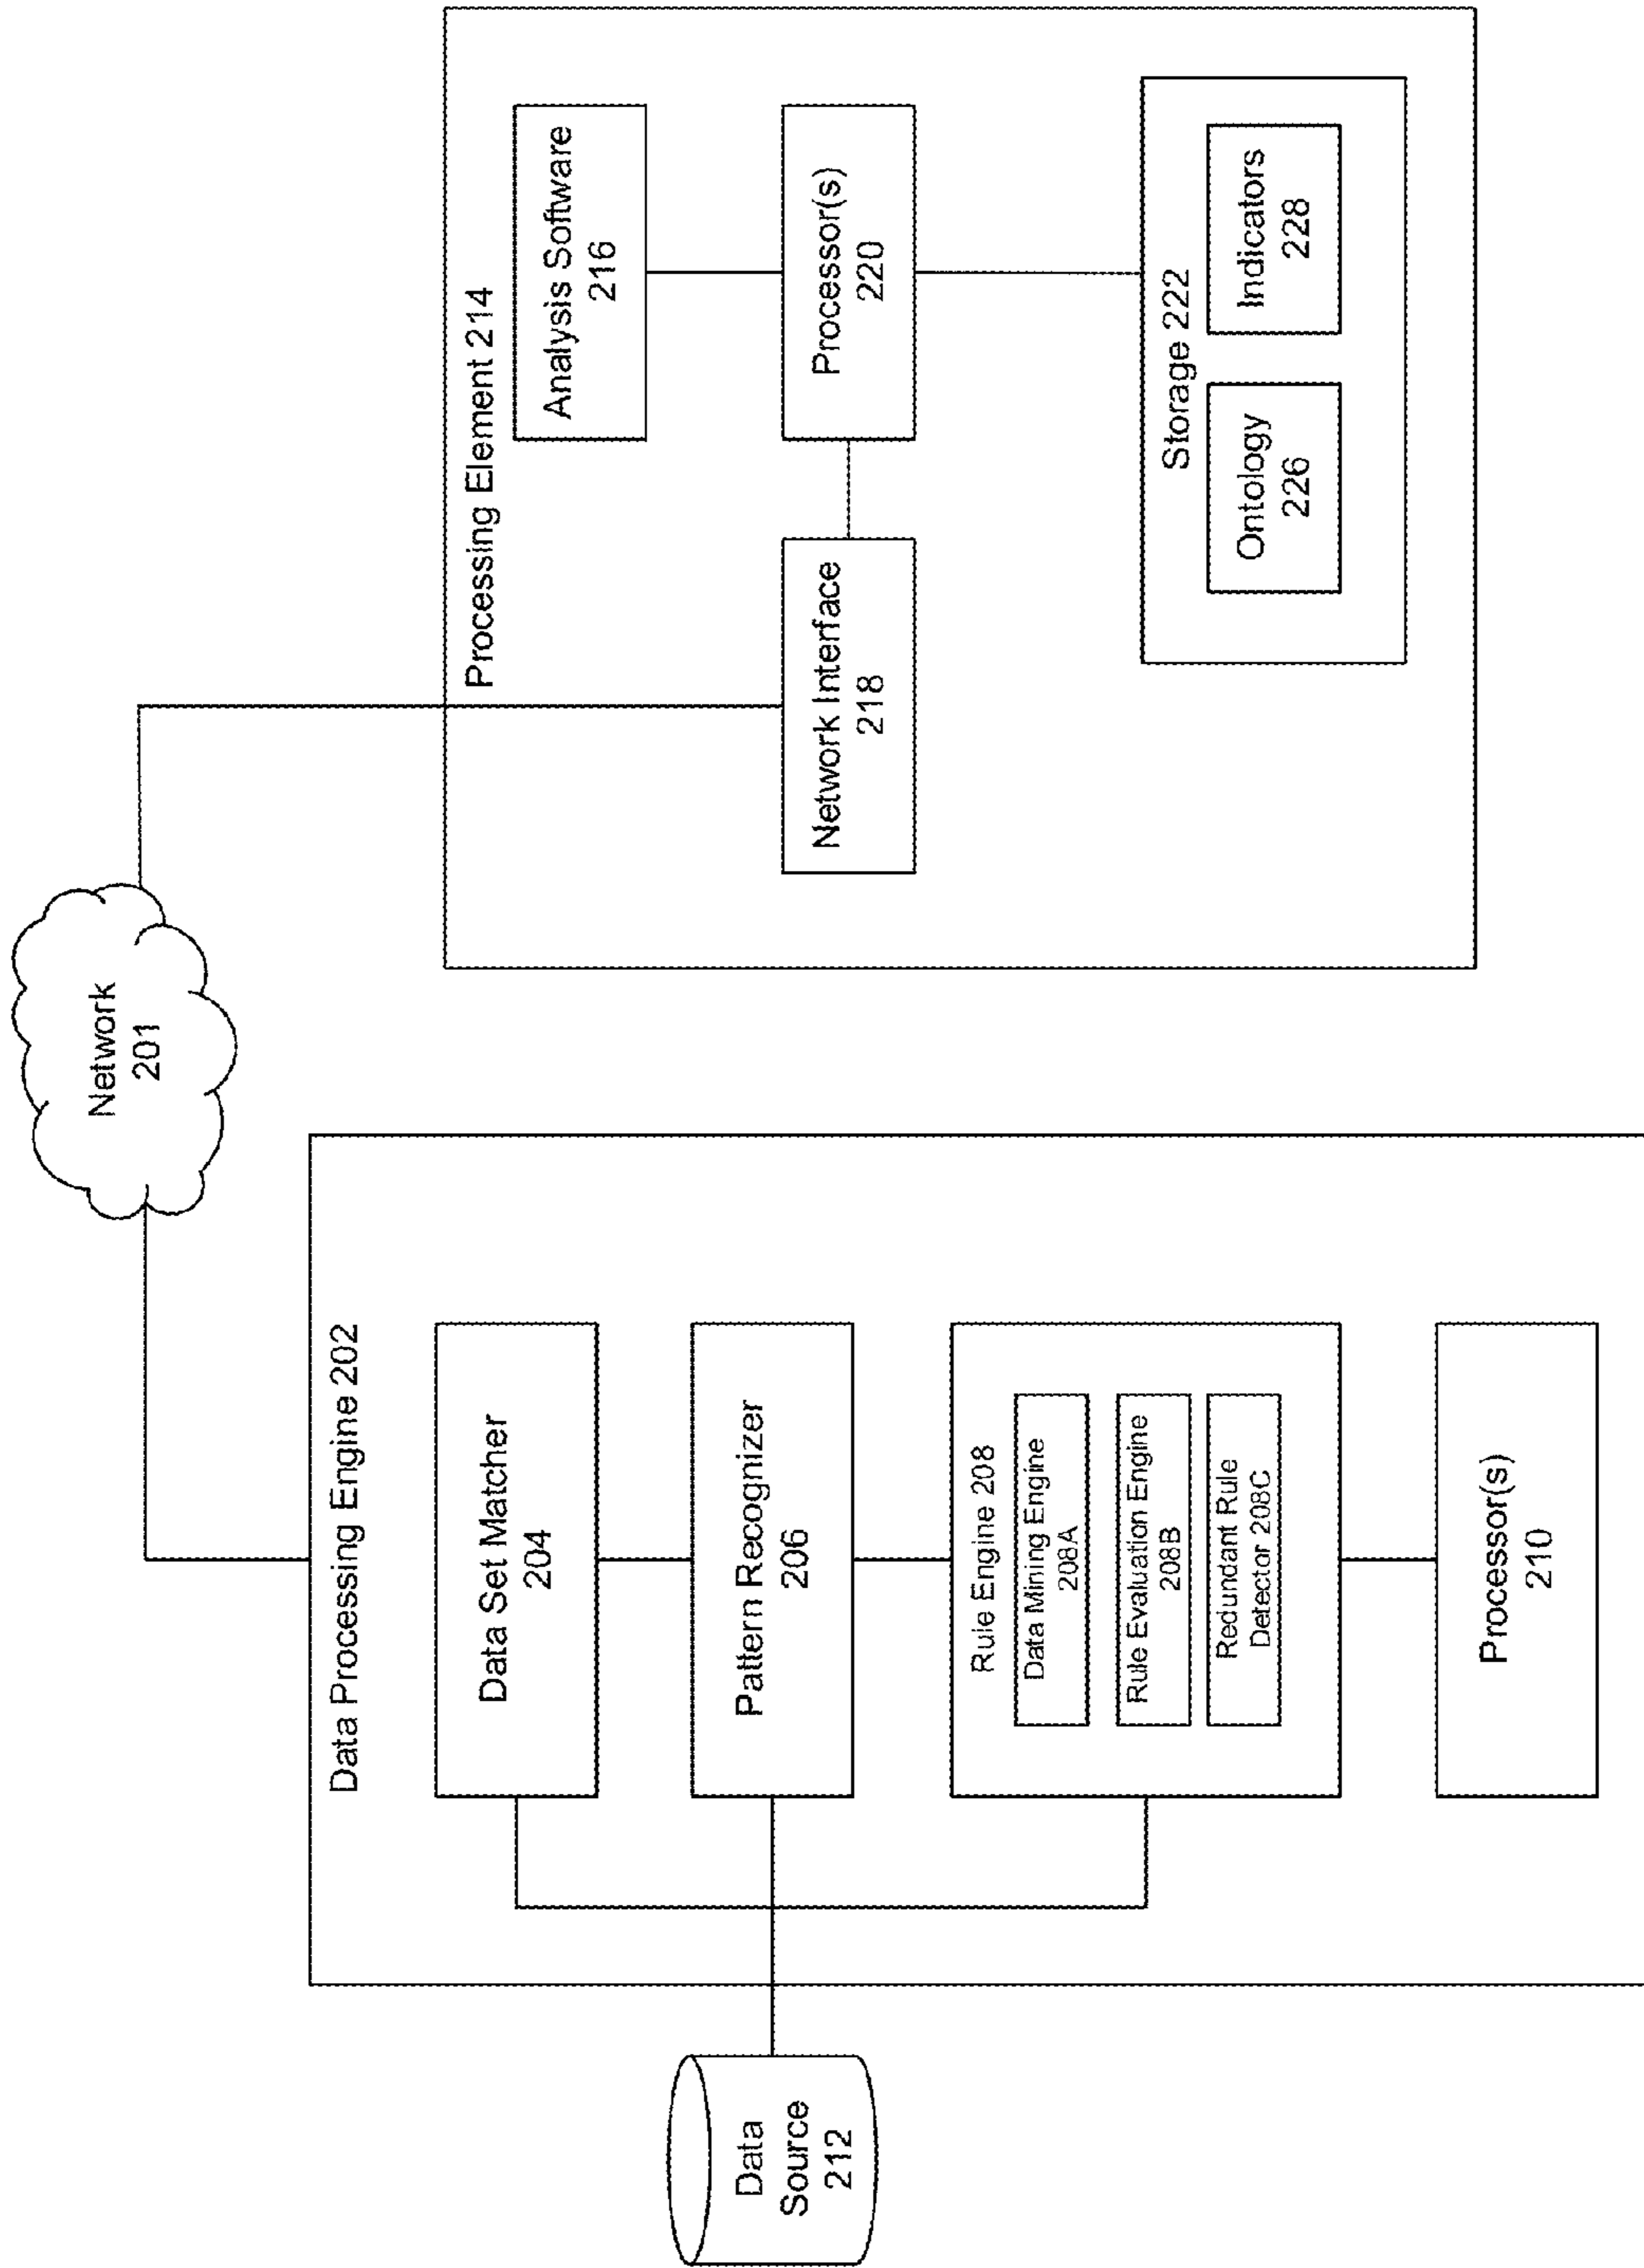 Network
201
Data Processing Engine 202
Data Set Matcher
204
Pattern Recognizer
206
Rule Engine 208
Data Mining Engine
208A
Rule Evaluation Engine
208B
Redundant Rule
Detector 208C
Processor(s)
210
Data
Source
212
Processing Element 214
Analysis Software
216
Network Interface
218
Processor(s)
220
Storage 222
Ontology
226
Indicators
228